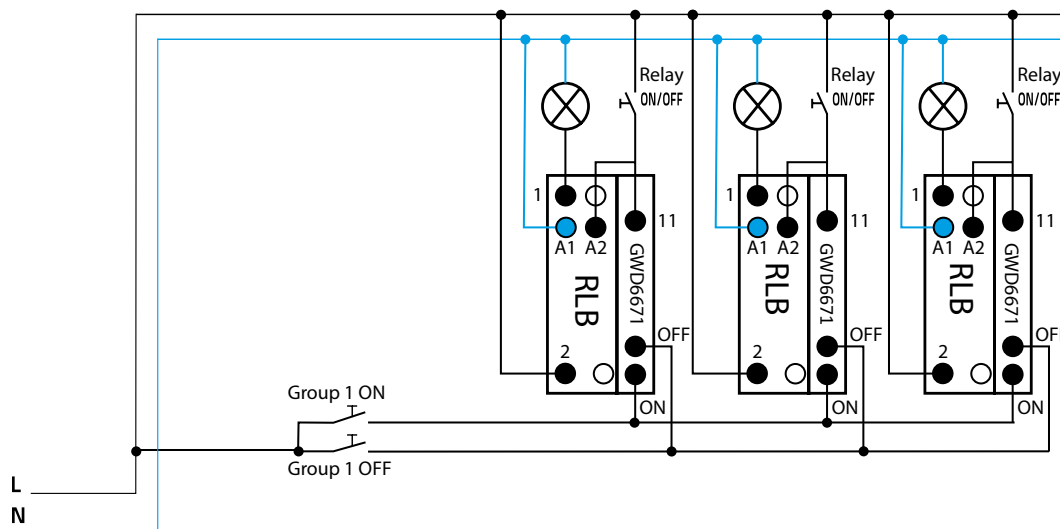 Relay
ON/OFF
Relay
ON/OFF
Relay
ON/OFF
1
11
A1
A2
RLB
GWD6671
OFF
2
ON
1
11
A1
A2
RLB
GWD6671
OFF
2
ON
1
11
A1
A2
RLB
GWD6671
OFF
2
ON
Group 1 ON
Group 1 OFF
L
N